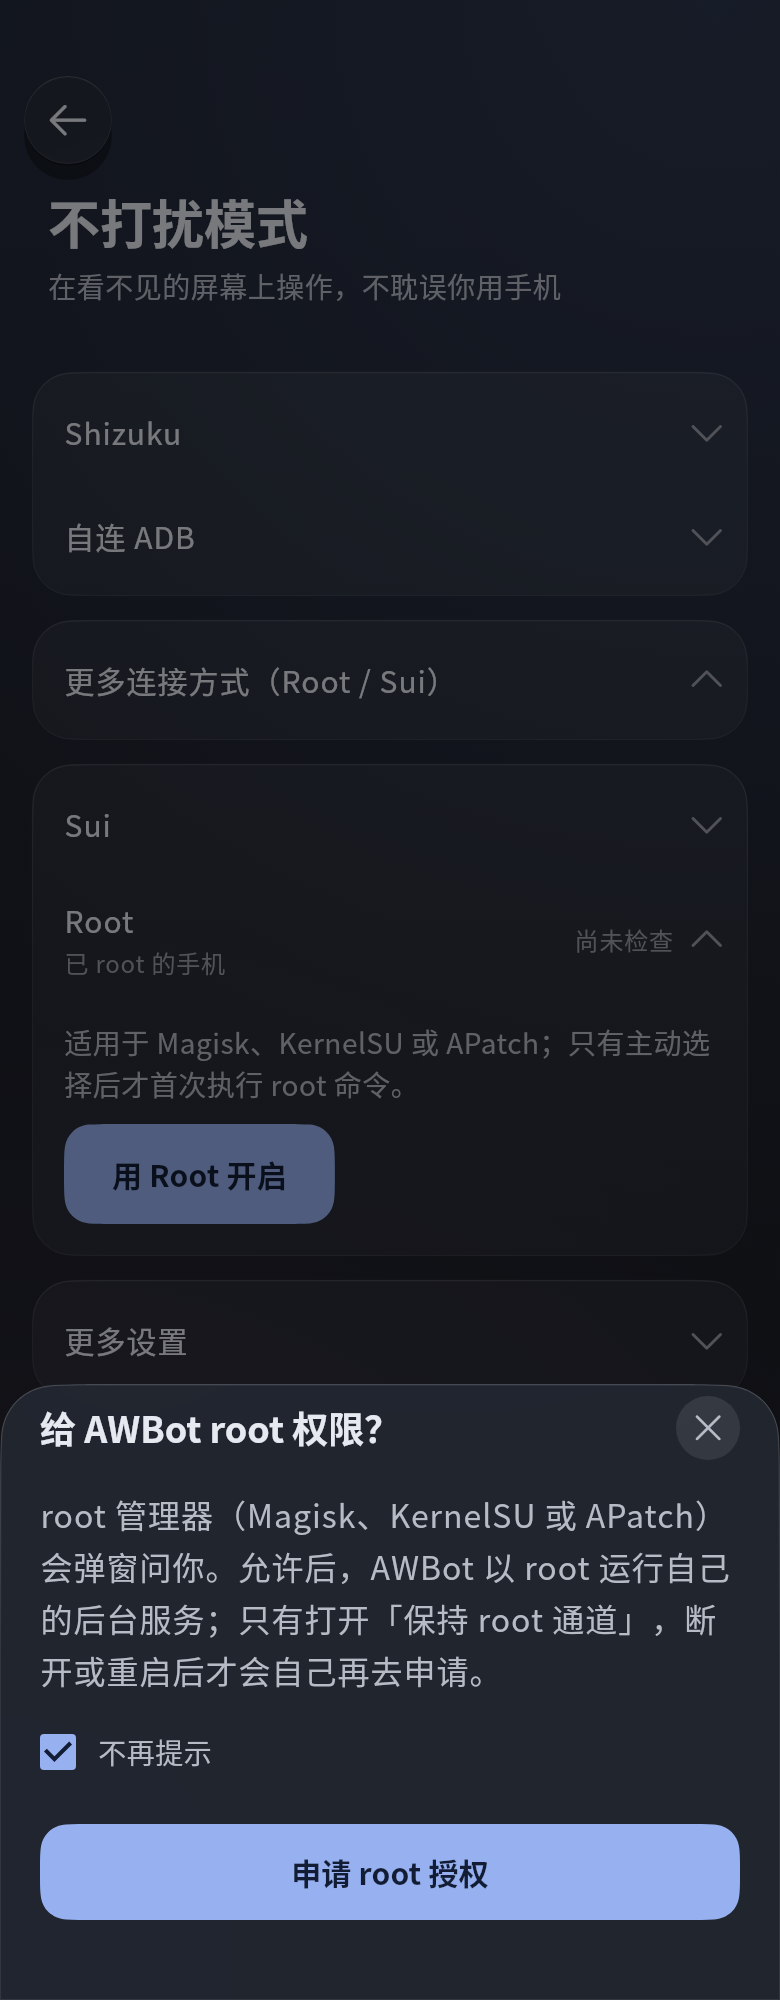 不打扰模式
在看不见的屏幕上操作，不耽误你用手机
Shizuku
自连 ADB
更多连接方式（Root / Sui）
Sui
Root
已 root 的手机
尚未检查
适用于 Magisk、KernelSU 或 APatch；只有主动选
择后才首次执行 root 命令。
用 Root 开启
更多设置
给 AWBot root 权限?
root 管理器（Magisk、KernelSU 或 APatch）
会弹窗问你。允许后，AWBot 以 root 运行自己
的后台服务；只有打开「保持 root 通道」，断
开或重启后才会自己再去申请。
不再提示
申请 root 授权